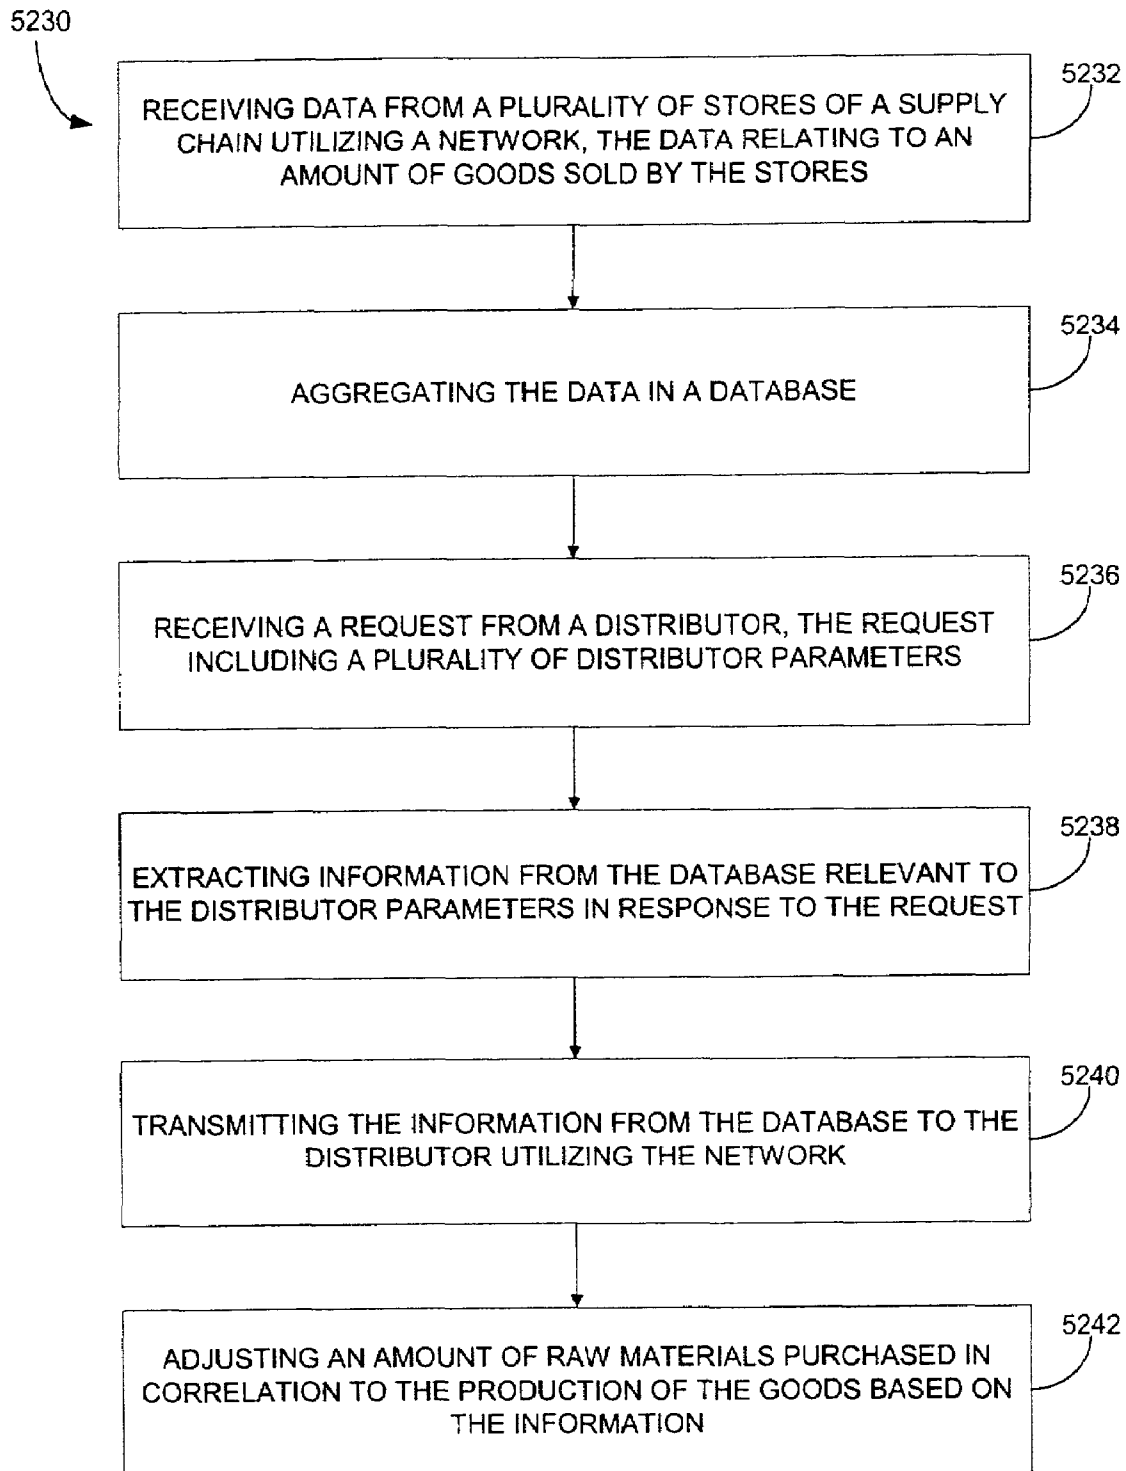 5230
5232
RECEIVING DATA FROM A PLURALITY OF STORES OF A SUPPLY
CHAIN UTILIZING A NETWORK, THE DATA RELATING TO AN
AMOUNT OF GOODS SOLD BY THE STORES
5234
AGGREGATING THE DATA IN A DATABASE
5236
RECEIVING A REQUEST FROM A DISTRIBUTOR, THE REQUEST
INCLUDING A PLURALITY OF DISTRIBUTOR PARAMETERS
5238
EXTRACTING INFORMATION FROM THE DATABASE RELEVANT TO
THE DISTRIBUTOR PARAMETERS IN RESPONSE TO THE REQUEST
5240
TRANSMITTING THE INFORMATION FROM THE DATABASE TO THE
DISTRIBUTOR UTILIZING THE NETWORK
5242
ADJUSTING AN AMOUNT OF RAW MATERIALS PURCHASED IN
CORRELATION TO THE PRODUCTION OF THE GOODS BASED ON
THE INFORMATION